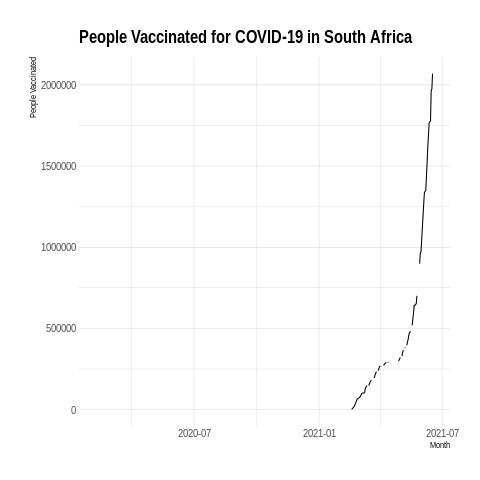 People Vaccinated for COVID-19 in South Africa
People Vaccinated
2000000
1500000
1000000
500000
0
2020-07
2021-01
2021-07
Month